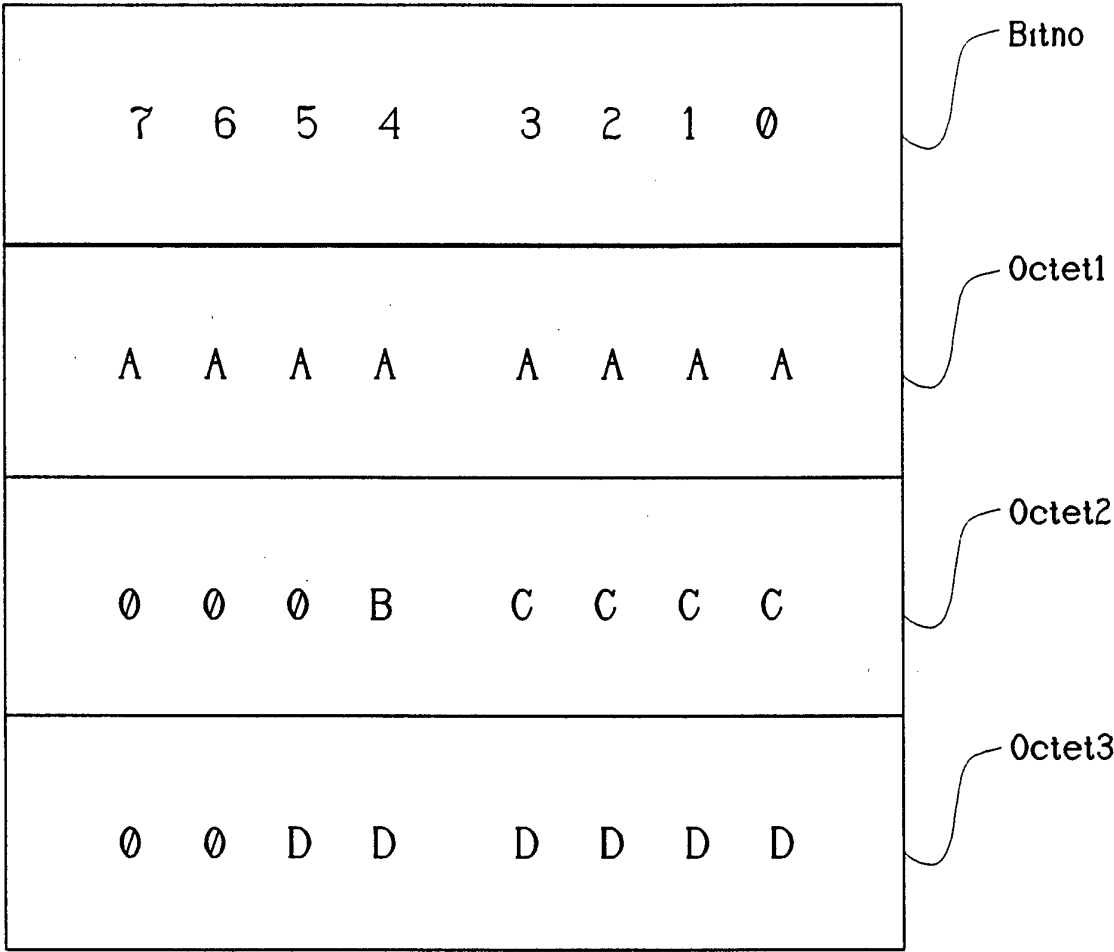 Bitno
7 6 5 4 3 2 1 0
Octet1
A A A A A A A A
Octet2
0 0 0 B C C C C
Octet3
0 0 D D D D D D